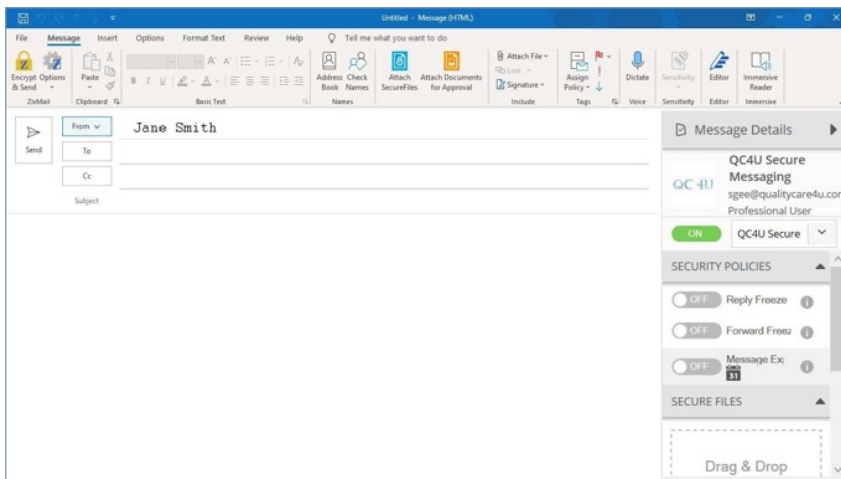 Untitled - Message (HTML)
File Message Insert Options Format Text Review Help Tell me what you want to do
Encrypt & Send
Options
ZixMail
Paste
Clipboard
B I U
Basic Text
Address Book
Check Names
Names
Attach SecureFiles
Attach Documents for Approval
Attach File
Link
Signature
Include
Assign Policy
Tags
Dictate
Voice
Sensitivity
Sensitivity
Editor
Editor
Immersive Reader
Immersive
Send
From Jane Smith
To
Cc
Subject
Message Details
QC 4U
QC4U Secure Messaging
sgee@qualitycare4u.cor
Professional User
ON QC4U Secure
SECURITY POLICIES
OFF Reply Freeze
OFF Forward Freez
OFF Message Ex
31
SECURE FILES
Drag & Drop